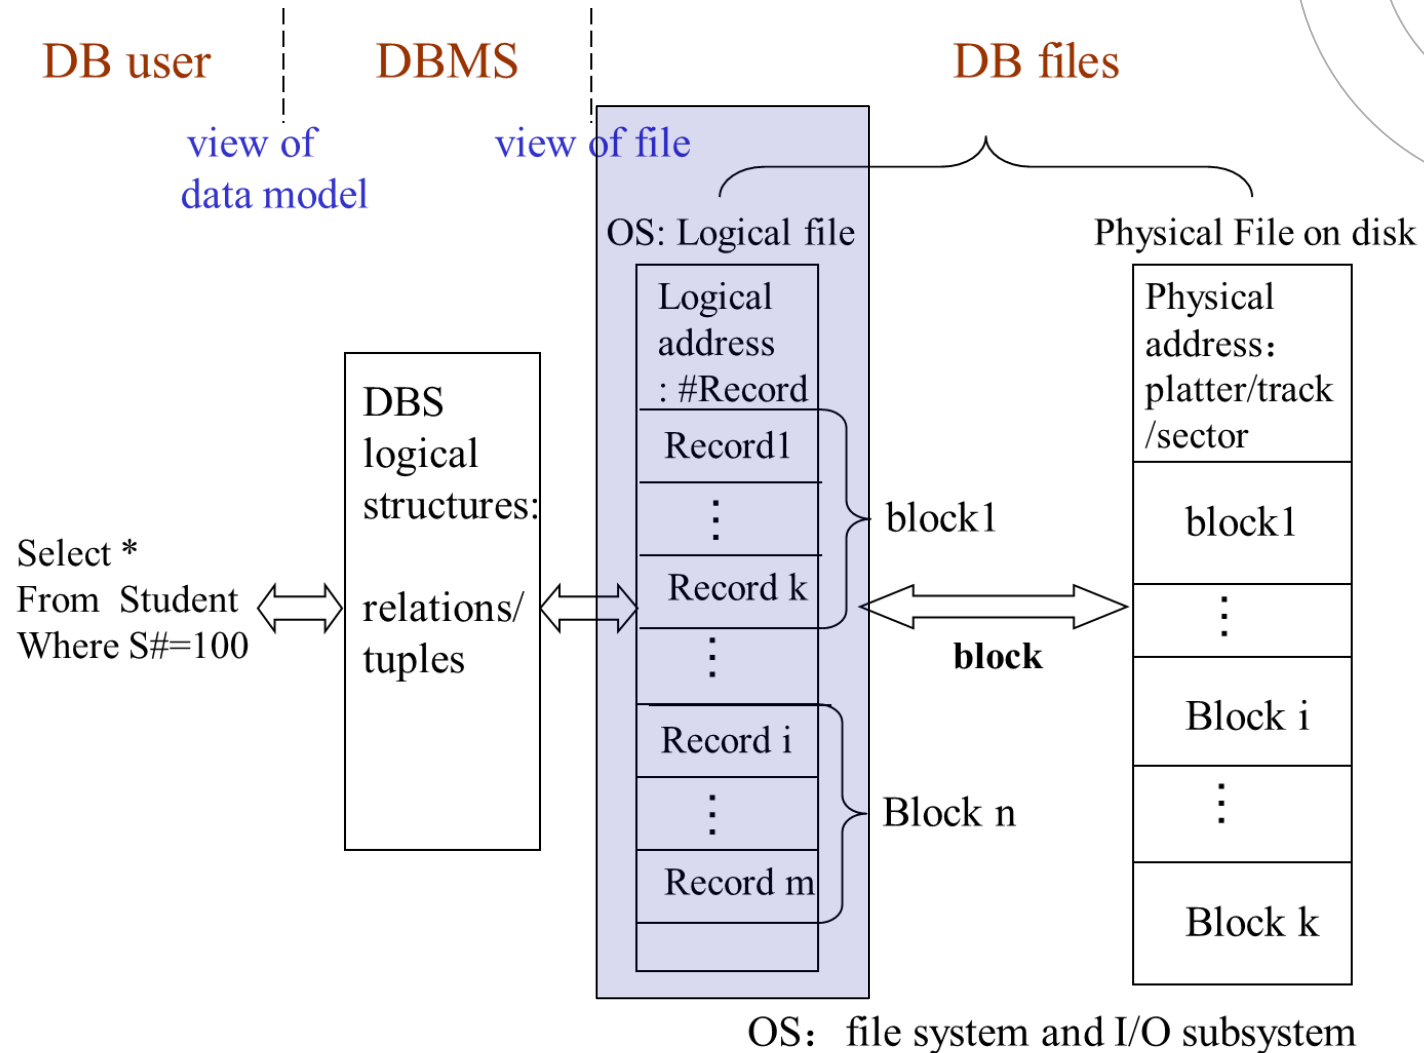 DB user
DBMS
DB files
view of
data model
view of file
OS: Logical file
Physical File on disk
Logical
address
: #Record
Record1
⋮
Record k
⋮
Record i
⋮
Record m
block1
Block n
block
Physical
address：
platter/track
/sector
block1
⋮
Block i
⋮
Block k
DBS
logical
structures:
relations/
tuples
Select *
From Student
Where S#=100
OS： file system and I/O subsystem